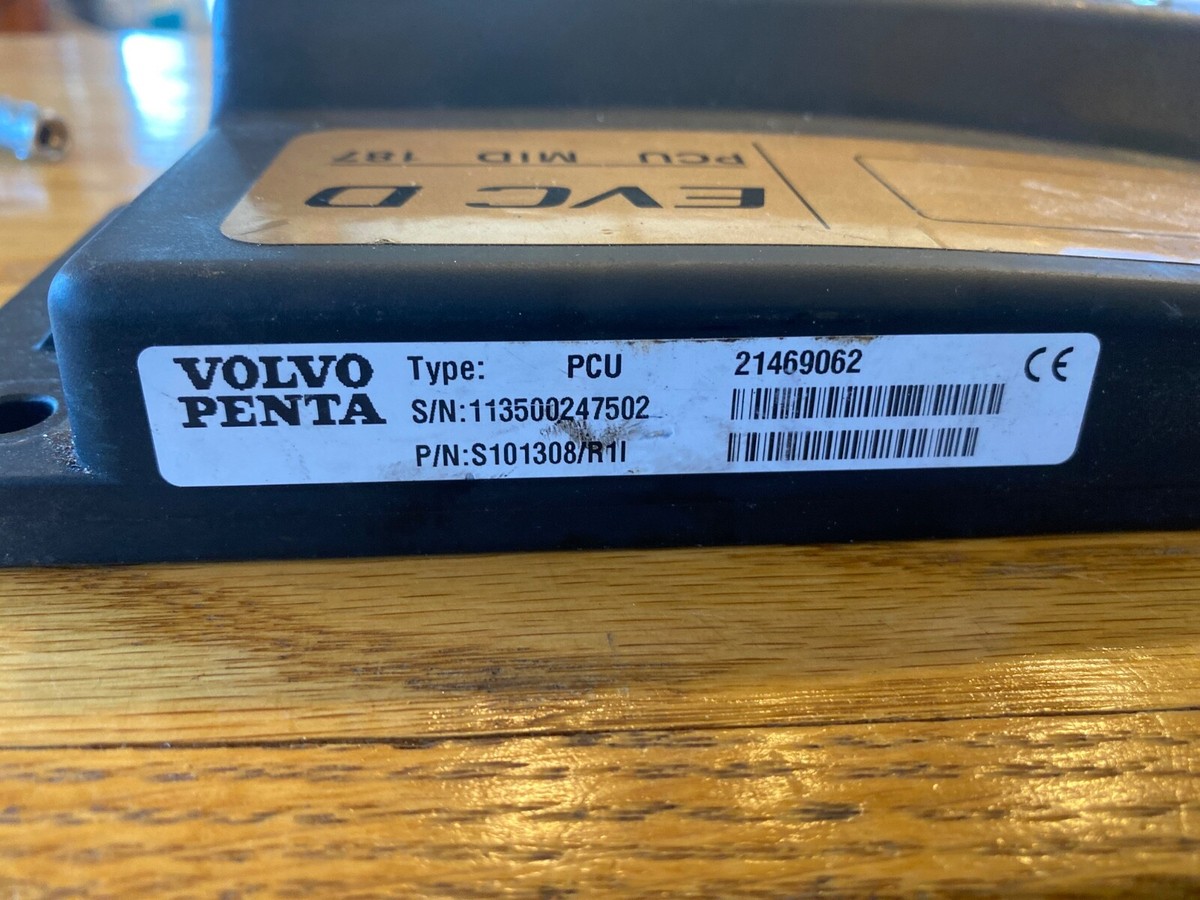 EVC D
PCU MID 187
VOLVO
PENTA
Type: PCU 21469062
S/N:113500247502
P/N:S101308/R1I
CE